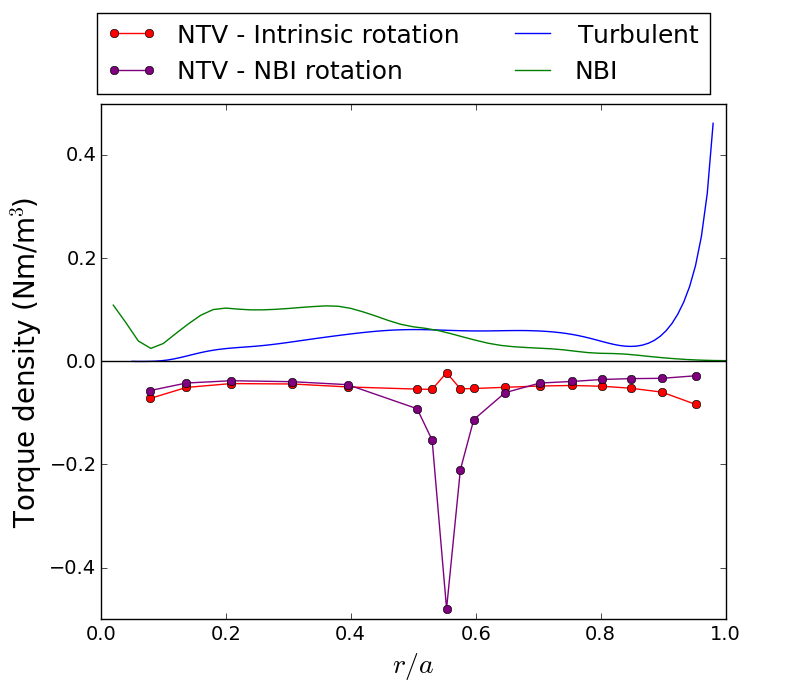 NTV - Intrinsic rotation
Turbulent
NTV - NBI rotation
NBI
0.4
0.2
0.0
−0.2
−0.4
Torque density (Nm/m³)
0.0 0.2 0.4 0.6 0.8 1.0
r/a